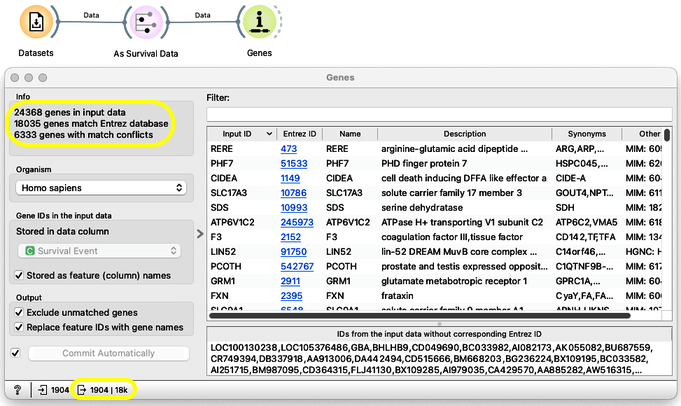 Data
Data
Datasets
As Survival Data
Genes
Genes
Info
24368 genes in input data
18035 genes match Entrez database
6333 genes with match conflicts
Organism
Homo sapiens
Gene IDs in the input data
Stored in data column
C Survival Event
Stored as feature (column) names
Output
Exclude unmatched genes
Replace feature IDs with gene names
Commit Automatically
Filter:
Input ID Entrez ID Name Description Synonyms Other
RERE 473 RERE arginine-glutamic acid dipeptide ... ARG,ARP,... MIM: 605
PHF7 51533 PHF7 PHD finger protein 7 HSPC045,...
CIDEA 1149 CIDEA cell death inducing DFFA like effector a CIDE-A MIM: 604
SLC17A3 10786 SLC17A3 solute carrier family 17 member 3 GOUT4,NPT... MIM: 611
SDS 10993 SDS serine dehydratase SDH MIM: 182
ATP6V1C2 245973 ATP6V1C2 ATPase H+ transporting V1 subunit C2 ATP6C2,VMA5 MIM: 618
F3 2152 F3 coagulation factor III,tissue factor CD142,TF,TFA MIM: 134
LIN52 91750 LIN52 lin-52 DREAM MuvB core complex ... C14orf46,... HGNC: H
PCOTH 542767 PCOTH prostate and testis expressed opposit... C1QTNF9B-... MIM: 617
GRM1 2911 GRM1 glutamate metabotropic receptor 1 GPRC1A,... MIM: 604
FXN 2395 FXN frataxin CyaY,FA,FA... MIM: 606
IDs from the input data without corresponding Entrez ID
LOC100130238,LOC105376486,GBA,BHLHB9,CD049690,BC033982,AI082173,AK055082,BU687559,
CR749394,DB337918,AA913006,DA442494,CD515666,BM668203,BG236224,BX109195,BC033582,
AI251715,BM987095,CD364315,FLJ41130,BX109285,AI979035,CA429570,AA885282,AW516315,...
? 1904 1904 | 18k